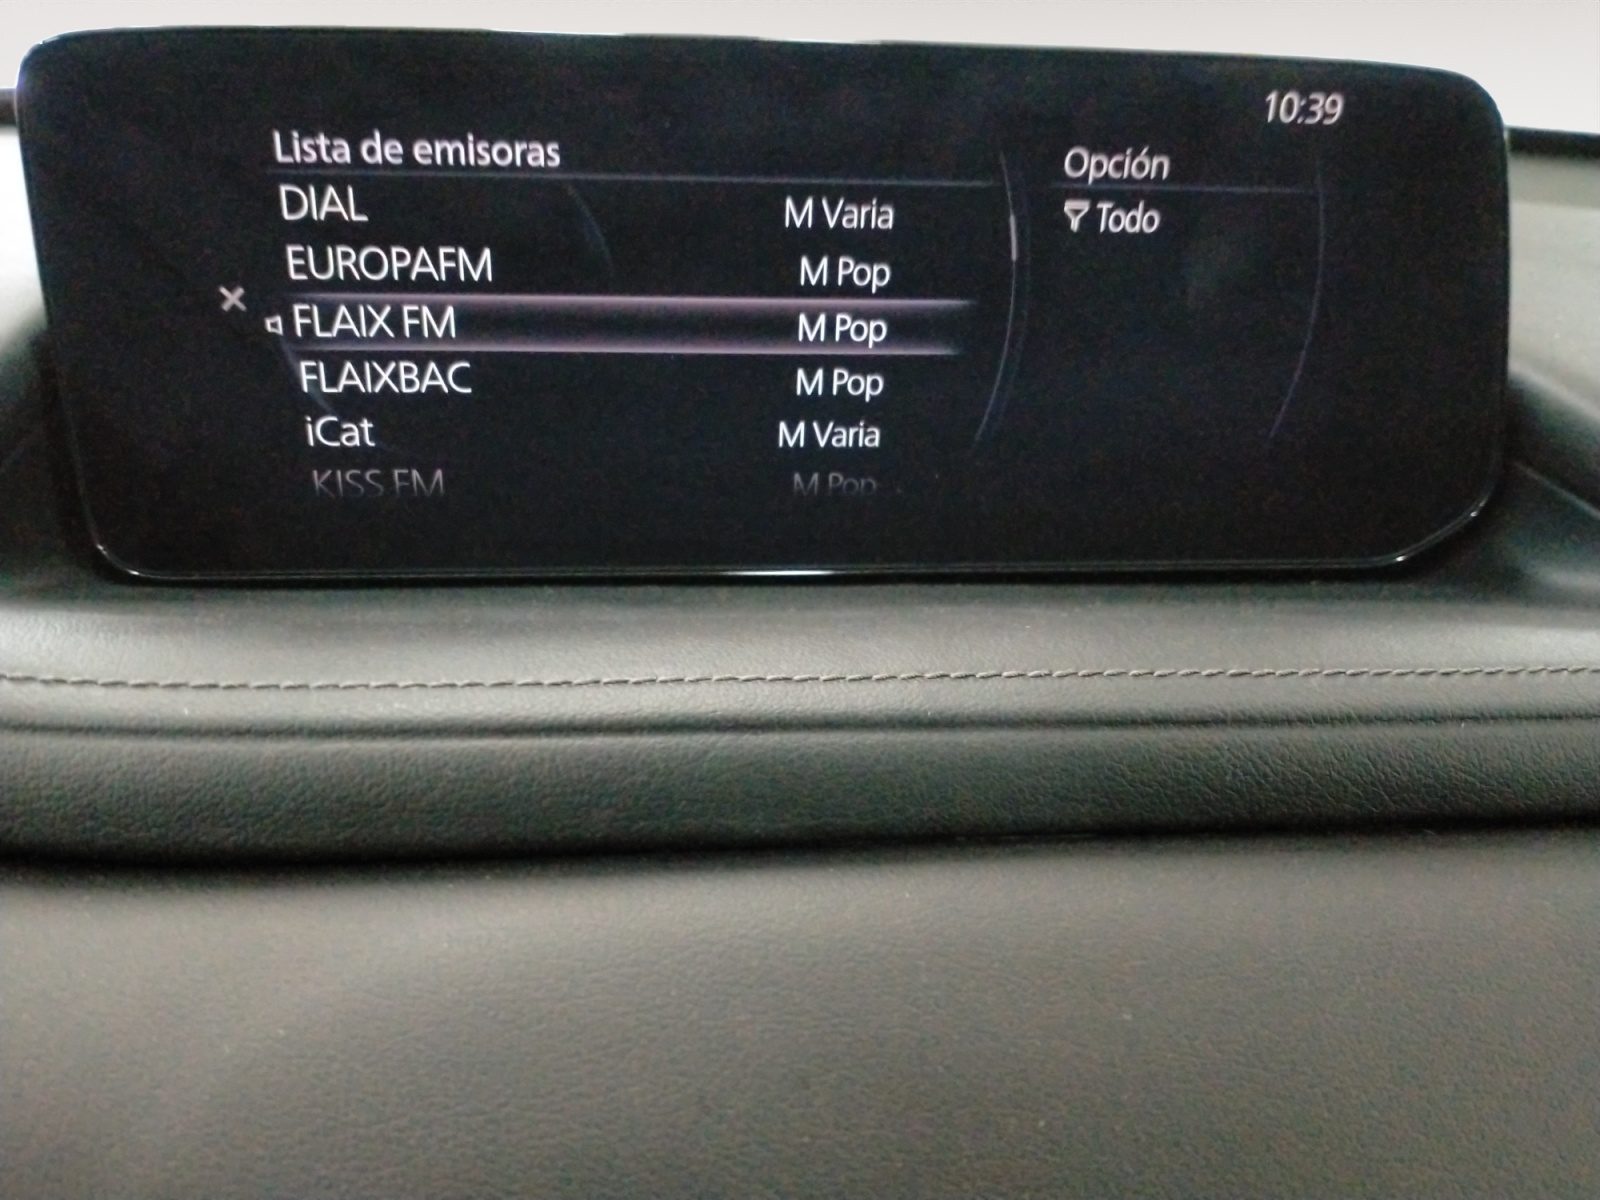 10:39
Lista de emisoras
DIAL M Varia
EUROPAFM M Pop
FLAIX FM M Pop
FLAIXBAC M Pop
iCat M Varia
KISS FM M Pop
Opción
Todo